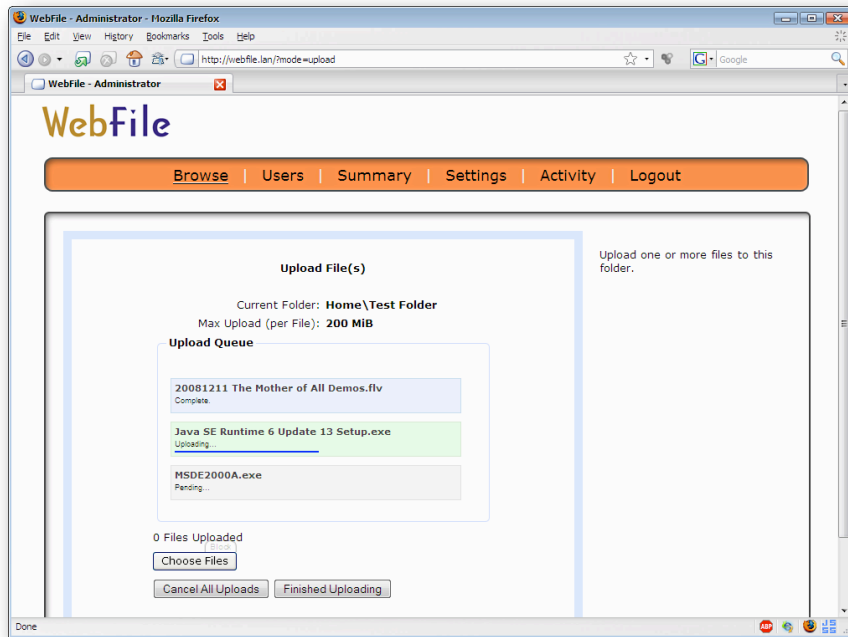 WebFile - Administrator - Mozilla Firefox
File Edit View History Bookmarks Tools Help
http://webfile.lan/?mode=upload
G Google
WebFile - Administrator
WebFile
Browse | Users | Summary | Settings | Activity | Logout
Upload File(s)
Upload one or more files to this
folder.
Current Folder: Home\Test Folder
Max Upload (per File): 200 MiB
Upload Queue
20081211 The Mother of All Demos.flv
Complete.
Java SE Runtime 6 Update 13 Setup.exe
Uploading...
MSDE2000A.exe
Pending...
0 Files Uploaded
Block
Choose Files
Cancel All Uploads
Finished Uploading
Done
ABP